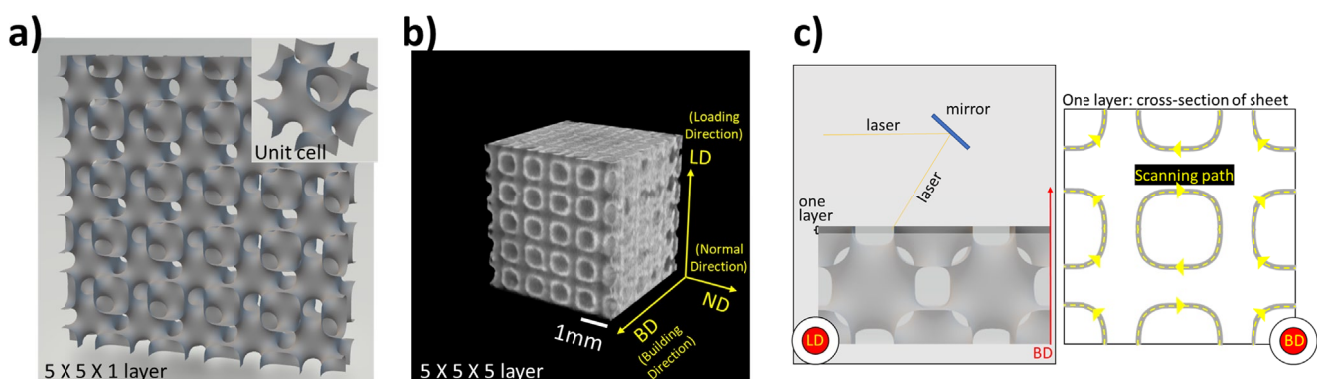 a)
Unit cell
5 X 5 X 1 layer
b)
(Loading
Direction)
LD
(Normal
Direction)
ND
BD
(Building
Direction)
1mm
5 X 5 X 5 layer
c)
mirror
laser
laser
one
layer
LD
BD
One layer: cross-section of sheet
Scanning path
BD